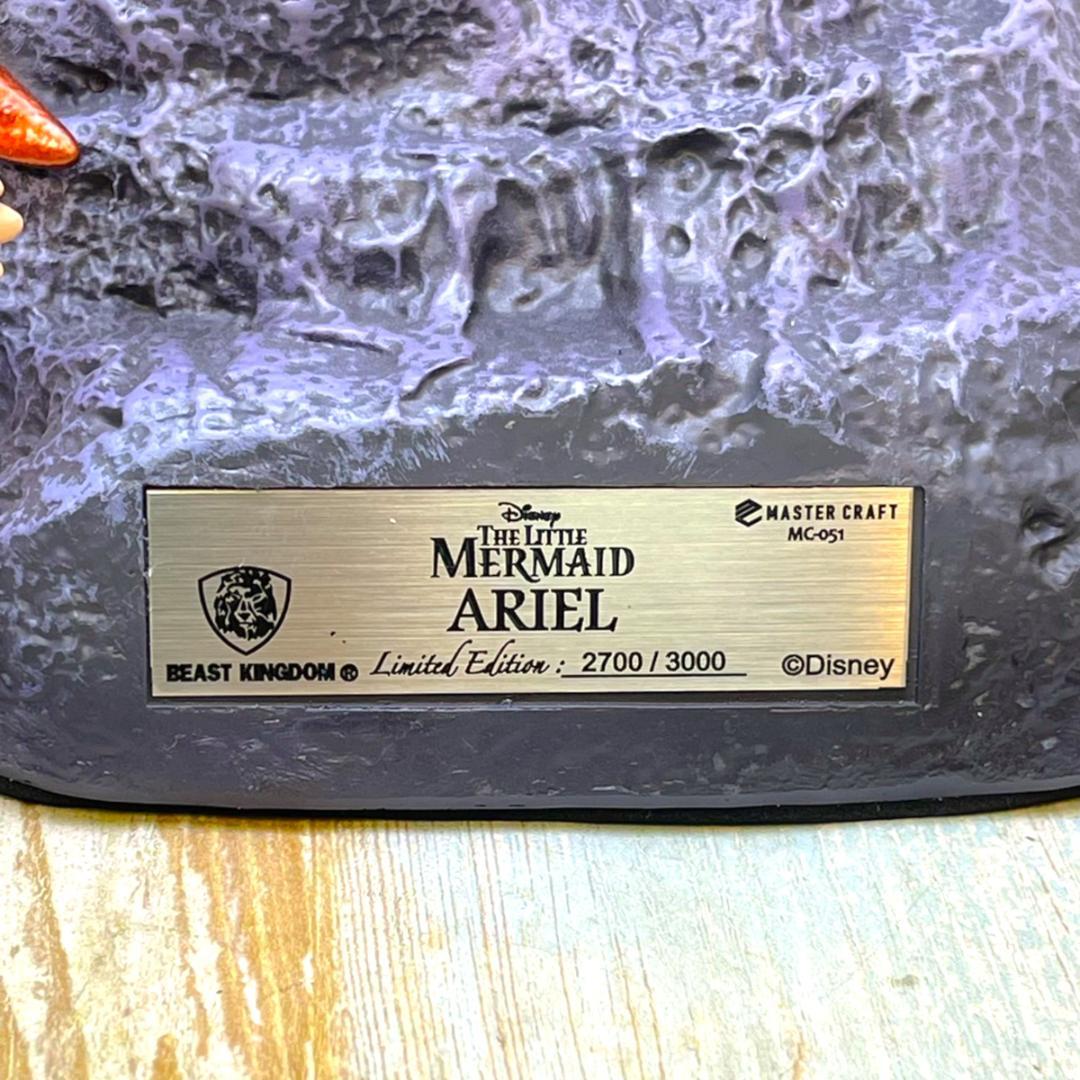 Disney
THE LITTLE
MERMAID
ARIEL
MASTER CRAFT
MC-051
BEAST KINGDOM ®
Limited Edition : 2700 / 3000
©Disney